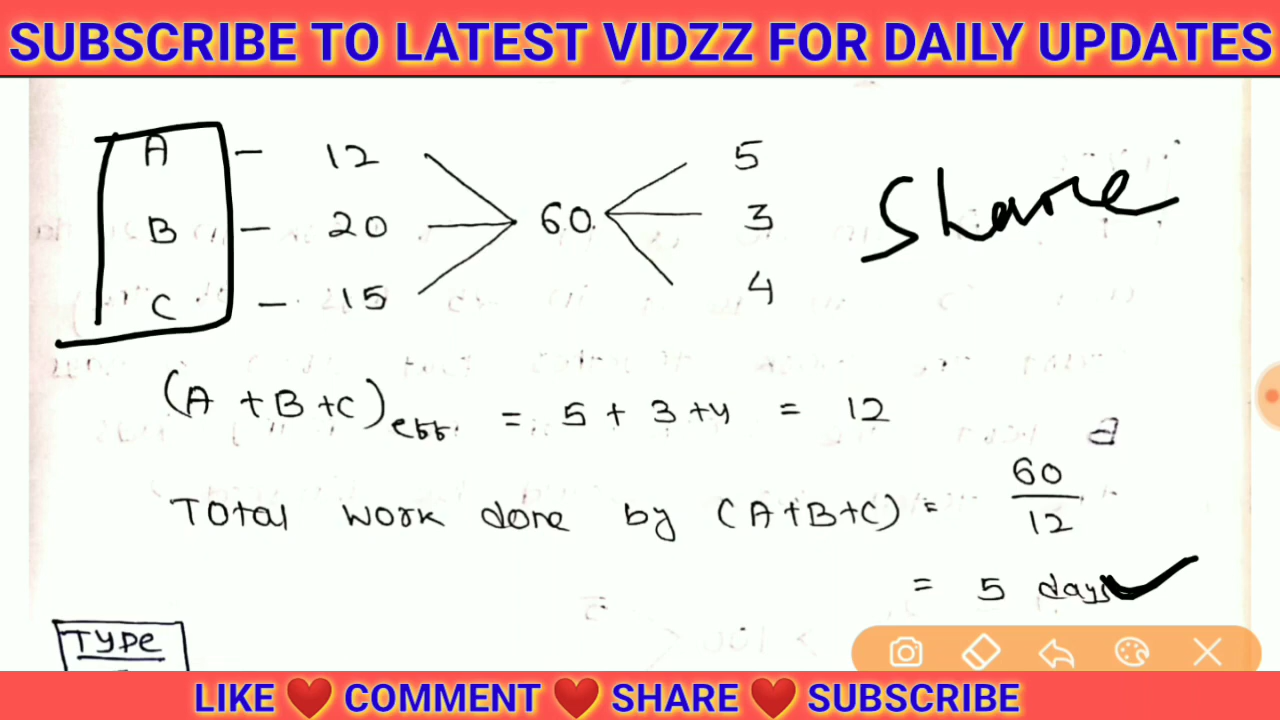 SUBSCRIBE TO LATEST VIDZZ FOR DAILY UPDATES
A - 12 5
B - 20 60 3
C - 15 4
Share
(A + B + C)eff. = 5 + 3 + 4 = 12
Total work done by (A+B+C) = 60/12
= 5 days
TYPE
LIKE ❤ COMMENT ❤ SHARE ❤ SUBSCRIBE